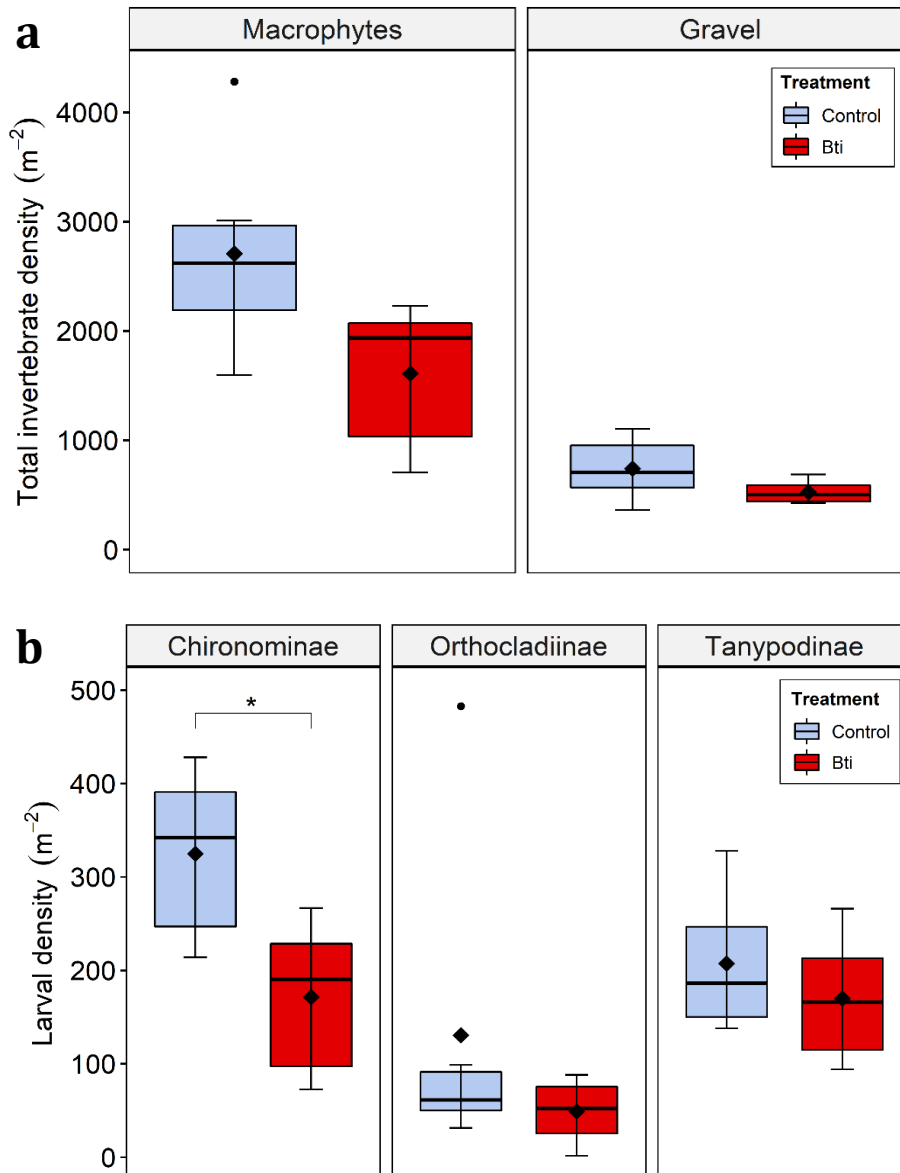 a
Macrophytes
Gravel
Total invertebrate density (m⁻²)
4000
3000
2000
1000
0
Treatment
Control
Bti
b
Chironominae
Orthocladiinae
Tanypodinae
Larval density (m⁻²)
500
400
300
200
100
0
*
Treatment
Control
Bti